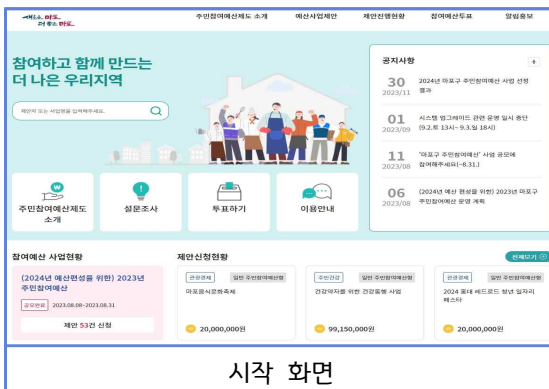 새로운 마포
더 좋은 마포
주민참여예산제도 소개
예산사업제안
제안진행현황
참여예산투표
알림홍보
참여하고 함께 만드는
더 나은 우리지역
제안명 또는 사업명을 입력해주세요.
공지사항
+
30
2023/11
2024년 마포구 주민참여예산 사업 선정
결과
01
2023/09
시스템 업그레이드 관련 운영 일시 중단
(9.2.토 13시~ 9.3.일 18시)
11
2023/08
'마포구 주민참여예산' 사업 공모에
참여해주세요(~8.31.)
06
2023/08
(2024년 예산 편성을 위한) 2023년 마포구
주민참여예산 운영 계획
주민참여예산제도
소개
설문조사
투표하기
이용안내
참여예산 사업현황
제안신청현황
전체보기
(2024년 예산편성을 위한) 2023년
주민참여예산
공모완료 2023.08.08~2023.08.31
제안 53건 신청
관광경제 일반 주민참여예산형
마포음식문화축제
20,000,000원
주민건강 일반 주민참여예산형
건강약자를 위한 건강동행 사업
99,150,000원
관광경제 일반 주민참여예산형
2024 홍대 레드로드 청년 일자리
페스타
20,000,000원
시작 화면